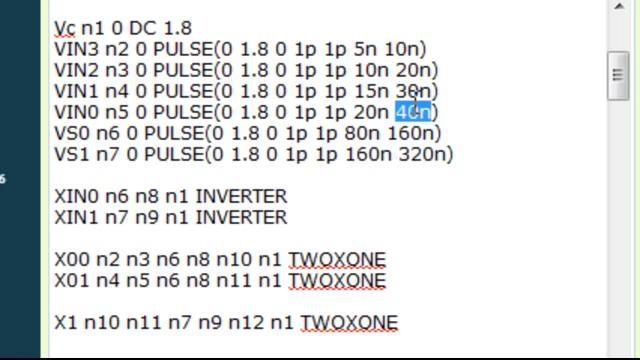 Vc n1 0 DC 1.8
VIN3 n2 0 PULSE(0 1.8 0 1p 1p 5n 10n)
VIN2 n3 0 PULSE(0 1.8 0 1p 1p 10n 20n)
VIN1 n4 0 PULSE(0 1.8 0 1p 1p 15n 30n)
VIN0 n5 0 PULSE(0 1.8 0 1p 1p 20n 40n)
VS0 n6 0 PULSE(0 1.8 0 1p 1p 80n 160n)
VS1 n7 0 PULSE(0 1.8 0 1p 1p 160n 320n)
6
XIN0 n6 n8 n1 INVERTER
XIN1 n7 n9 n1 INVERTER
X00 n2 n3 n6 n8 n10 n1 TWOXONE
X01 n4 n5 n6 n8 n11 n1 TWOXONE
X1 n10 n11 n7 n9 n12 n1 TWOXONE